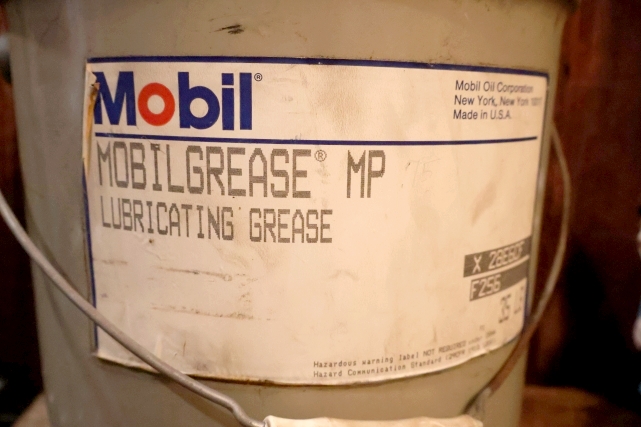 Mobil®
Mobil Oil Corporation
New York, New York
Made in U.S.A.
MOBILGREASE® MP
LUBRICATING GREASE
F256
35
Hazardous warning label NOT REQUIRED
Hazard Communication Standard